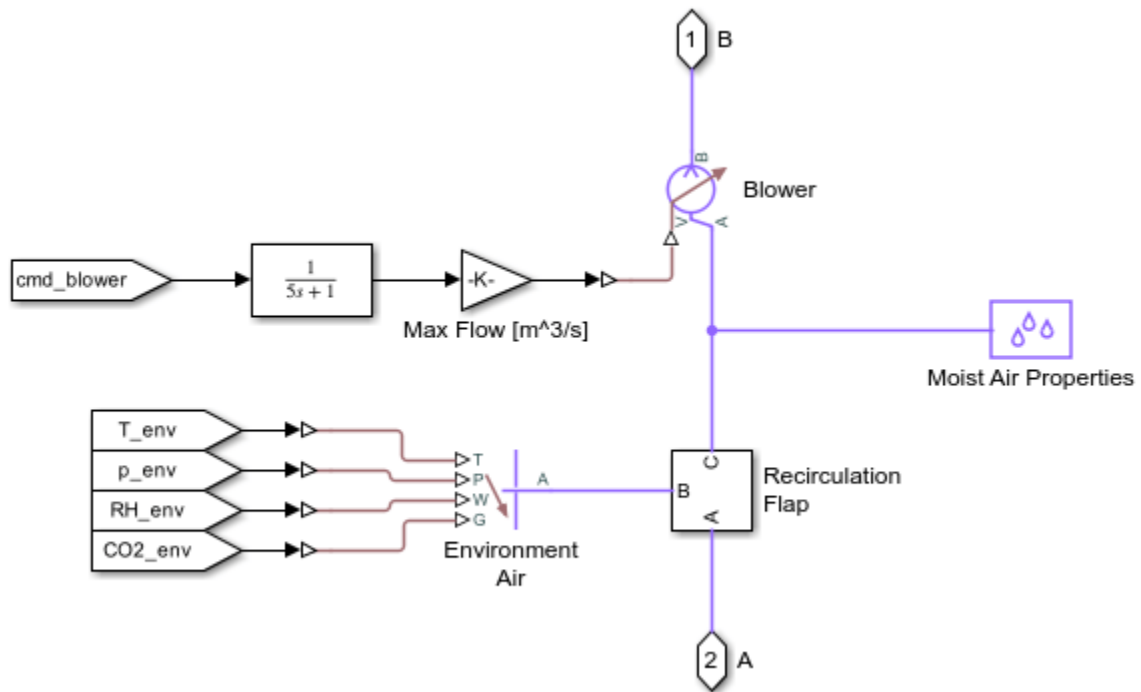 1 B
B
Blower
V A
cmd_blower
1
5s + 1
-K-
Max Flow [m^3/s]
Moist Air Properties
T_env
p_env
RH_env
CO2_env
T
P
W
G
A
Environment
Air
C
B
A
Recirculation
Flap
2 A